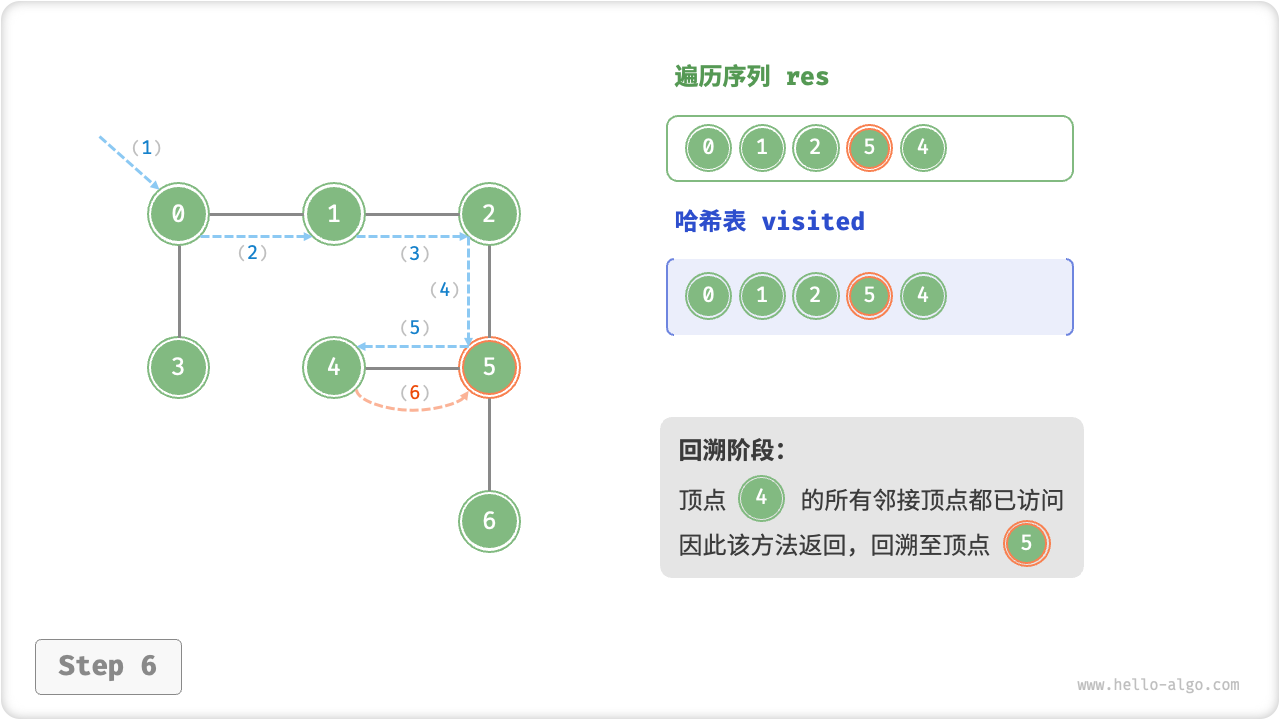 遍历序列 res
0 1 2 5 4
哈希表 visited
0 1 2 5 4
(1)
0 1 2
(2) (3)
(4)
(5)
3 4 5
(6)
6
回溯阶段：
顶点 4 的所有邻接顶点都已访问
因此该方法返回，回溯至顶点 5
Step 6
www.hello-algo.com